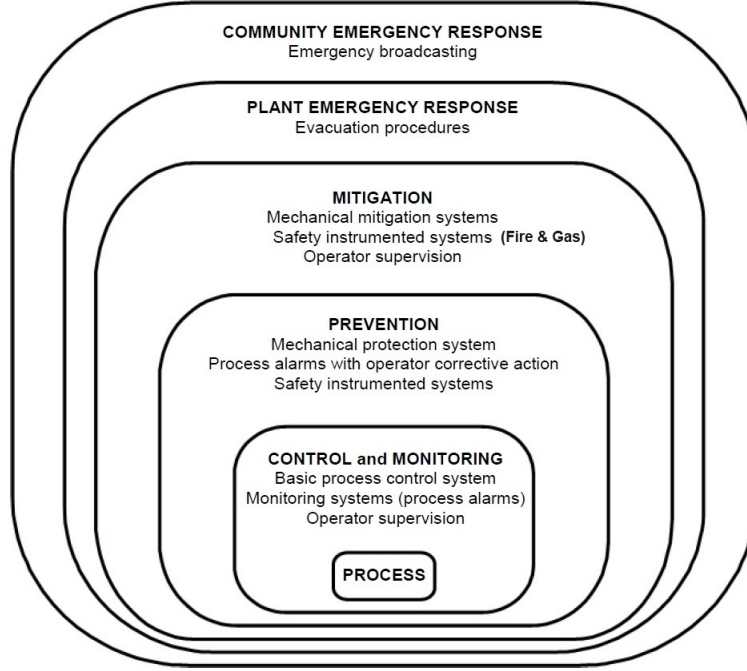 COMMUNITY EMERGENCY RESPONSE
Emergency broadcasting
PLANT EMERGENCY RESPONSE
Evacuation procedures
MITIGATION
Mechanical mitigation systems
Safety instrumented systems (Fire & Gas)
Operator supervision
PREVENTION
Mechanical protection system
Process alarms with operator corrective action
Safety instrumented systems
CONTROL and MONITORING
Basic process control system
Monitoring systems (process alarms)
Operator supervision
PROCESS